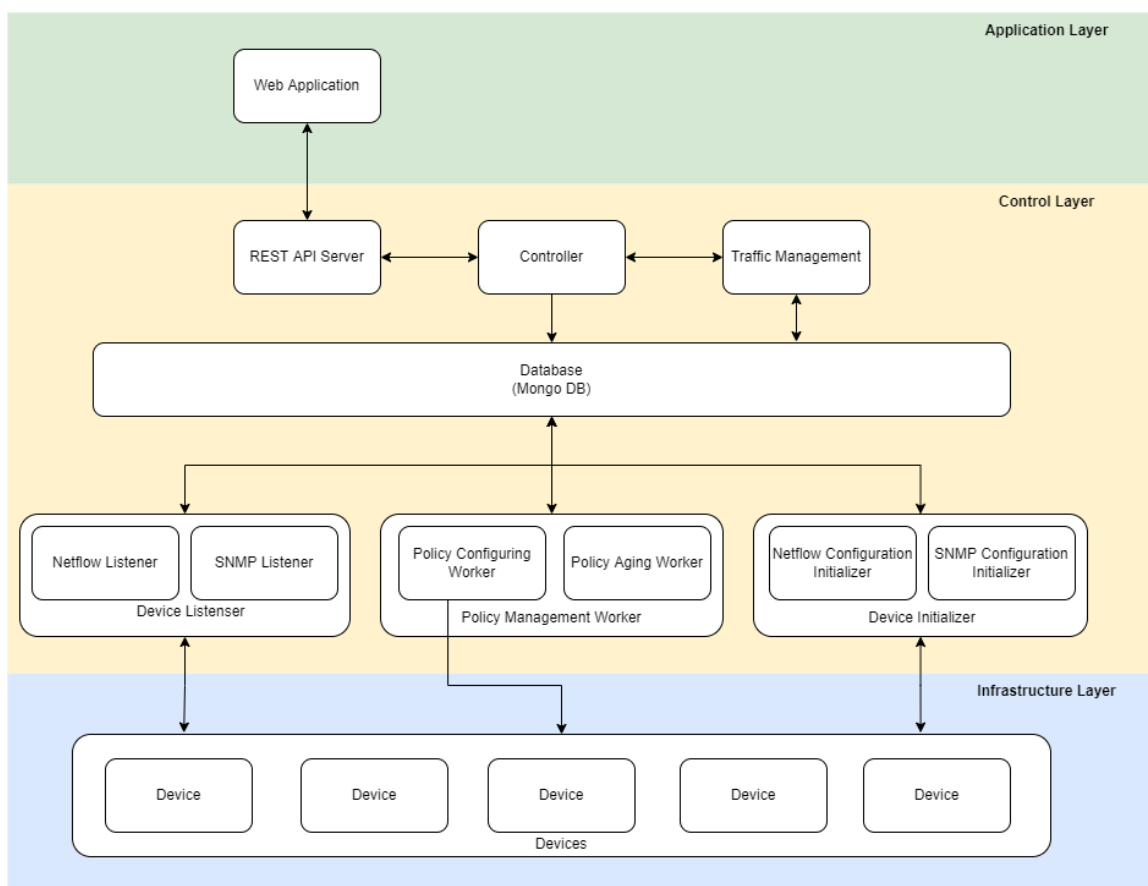 Application Layer
Web Application
Control Layer
REST API Server
Controller
Traffic Management
Database
(Mongo DB)
Netflow Listener
SNMP Listener
Device Listenser
Policy Configuring
Worker
Policy Aging Worker
Policy Management Worker
Netflow Configuration
Initializer
SNMP Configuration
Initializer
Device Initializer
Infrastructure Layer
Device
Device
Device
Device
Device
Devices